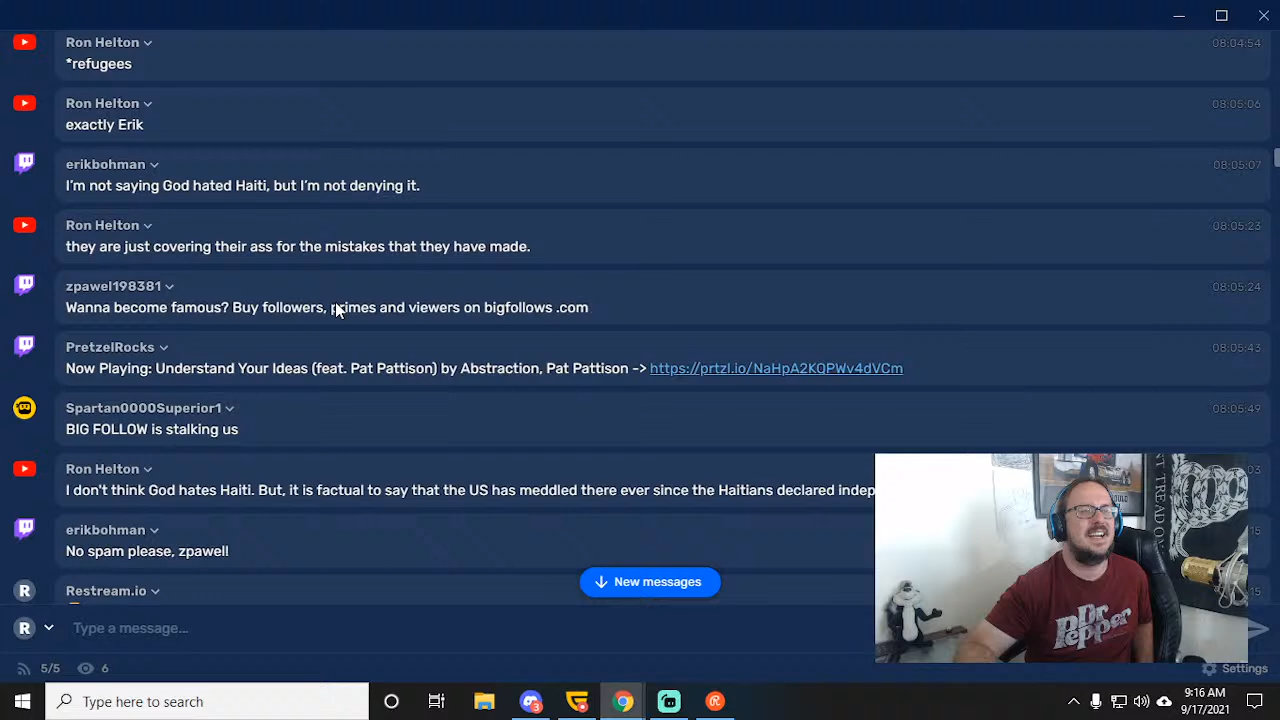 Ron Helton
08:04:54
*refugees
Ron Helton
08:05:06
exactly Erik
erikbohman
08:05:07
I'm not saying God hated Haiti, but I'm not denying it.
Ron Helton
08:05:23
they are just covering their ass for the mistakes that they have made.
zpawel198381
08:05:24
Wanna become famous? Buy followers, primes and viewers on bigfollows .com
PretzelRocks
08:05:43
Now Playing: Understand Your Ideas (feat. Pat Pattison) by Abstraction, Pat Pattison -> https://prtzl.io/NaHpA2KQPWv4dVCm
Spartan0000Superior1
08:05:49
BIG FOLLOW is stalking us
Ron Helton
03
I don't think God hates Haiti. But, it is factual to say that the US has meddled there ever since the Haitians declared indep
erikbohman
15
No spam please, zpawell
New messages
Restream.io
15
R
Type a message...
5/5
6
Settings
Dr
Pepper
Type here to search
3
9:16 AM
9/17/2021